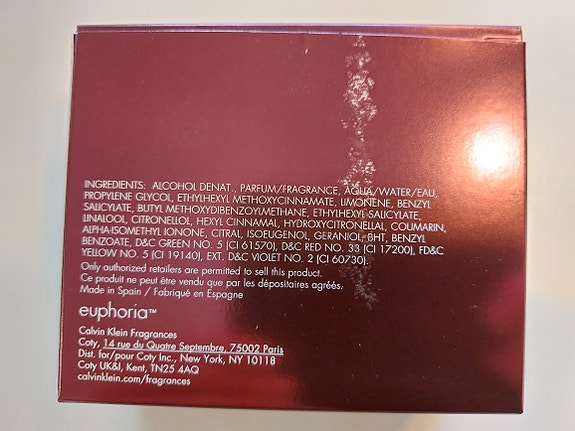 INGREDIENTS: ALCOHOL DENAT., PARFUM/FRAGRANCE, AQUA/WATER/EAU,
PROPYLENE GLYCOL, ETHYLHEXYL METHOXYCINNAMATE, LIMONENE, BENZYL
SALICYLATE, BUTYL METHOXYDIBENZOYLMETHANE, ETHYLHEXYL SALICYLATE,
LINALOOL, CITRONELLOL, HEXYL CINNAMAL, HYDROXYCITRONELLAL, COUMARIN,
ALPHA-ISOMETHYL IONONE, CITRAL, ISOEUGENOL, GERANIOL, BHT, BENZYL
BENZOATE, D&C GREEN NO. 5 (CI 61570), D&C RED NO. 33 (CI 17200), FD&C
YELLOW NO. 5 (CI 19140), EXT. D&C VIOLET NO. 2 (CI 60730).
Only authorized retailers are permitted to sell this product.
Ce produit ne peut être vendu que par les dépositaires agréés.
Made in Spain / Fabriqué en Espagne
euphoria™
Calvin Klein Fragrances
Coty, 14 rue du Quatre Septembre, 75002 Paris
Dist. for/pour Coty Inc., New York, NY 10118
Coty UK&I, Kent, TN25 4AQ
calvinklein.com/fragrances